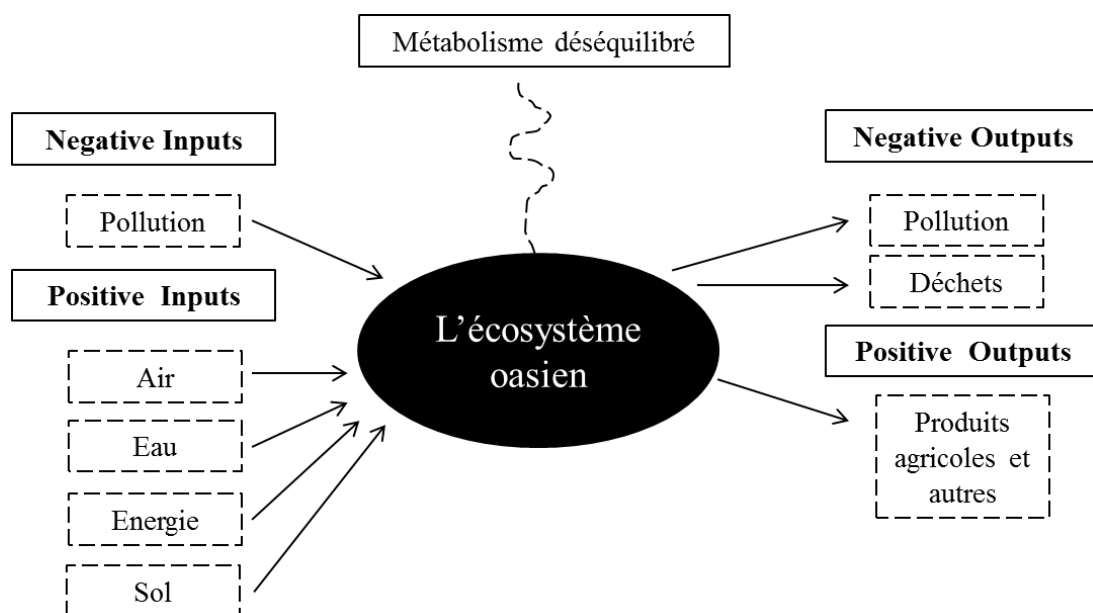 Métabolisme déséquilibré
Negative Inputs
Pollution
Positive Inputs
Air
Eau
Energie
Sol
L’écosystème
oasien
Negative Outputs
Pollution
Déchets
Positive Outputs
Produits
agricoles et
autres